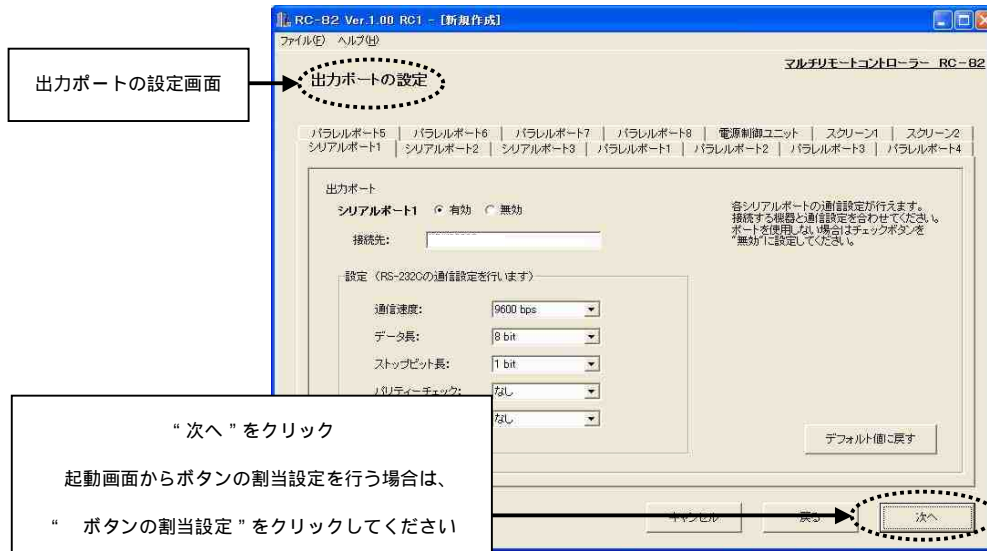 RC-82 Ver.1.00 RC1 - [新規作成]
ファイル(F) ヘルプ(H)
出力ポートの設定画面
出力ポートの設定
マルチリモートコントローラー RC-82
パラレルポート5 パラレルポート6 パラレルポート7 パラレルポート8 電源制御ユニット スクリーン1 スクリーン2
シリアルポート1 シリアルポート2 シリアルポート3 パラレルポート1 パラレルポート2 パラレルポート3 パラレルポート4
出力ポート
シリアルポート1 有効 無効
接続先:
各シリアルポートの通信設定が行えます。
接続する機器と通信設定を合わせてください。
ポートを使用しない場合はチェックボタンを
"無効"に設定してください。
設定 (RS-232Cの通信設定を行います)
通信速度: 9600 bps
データ長: 8 bit
ストップビット長: 1 bit
パリティーチェック: なし
なし
デフォルト値に戻す
“次へ”をクリック
起動画面からボタンの割当設定を行う場合は、
“ ボタンの割当設定”をクリックしてください
キャンセル 戻る 次へ